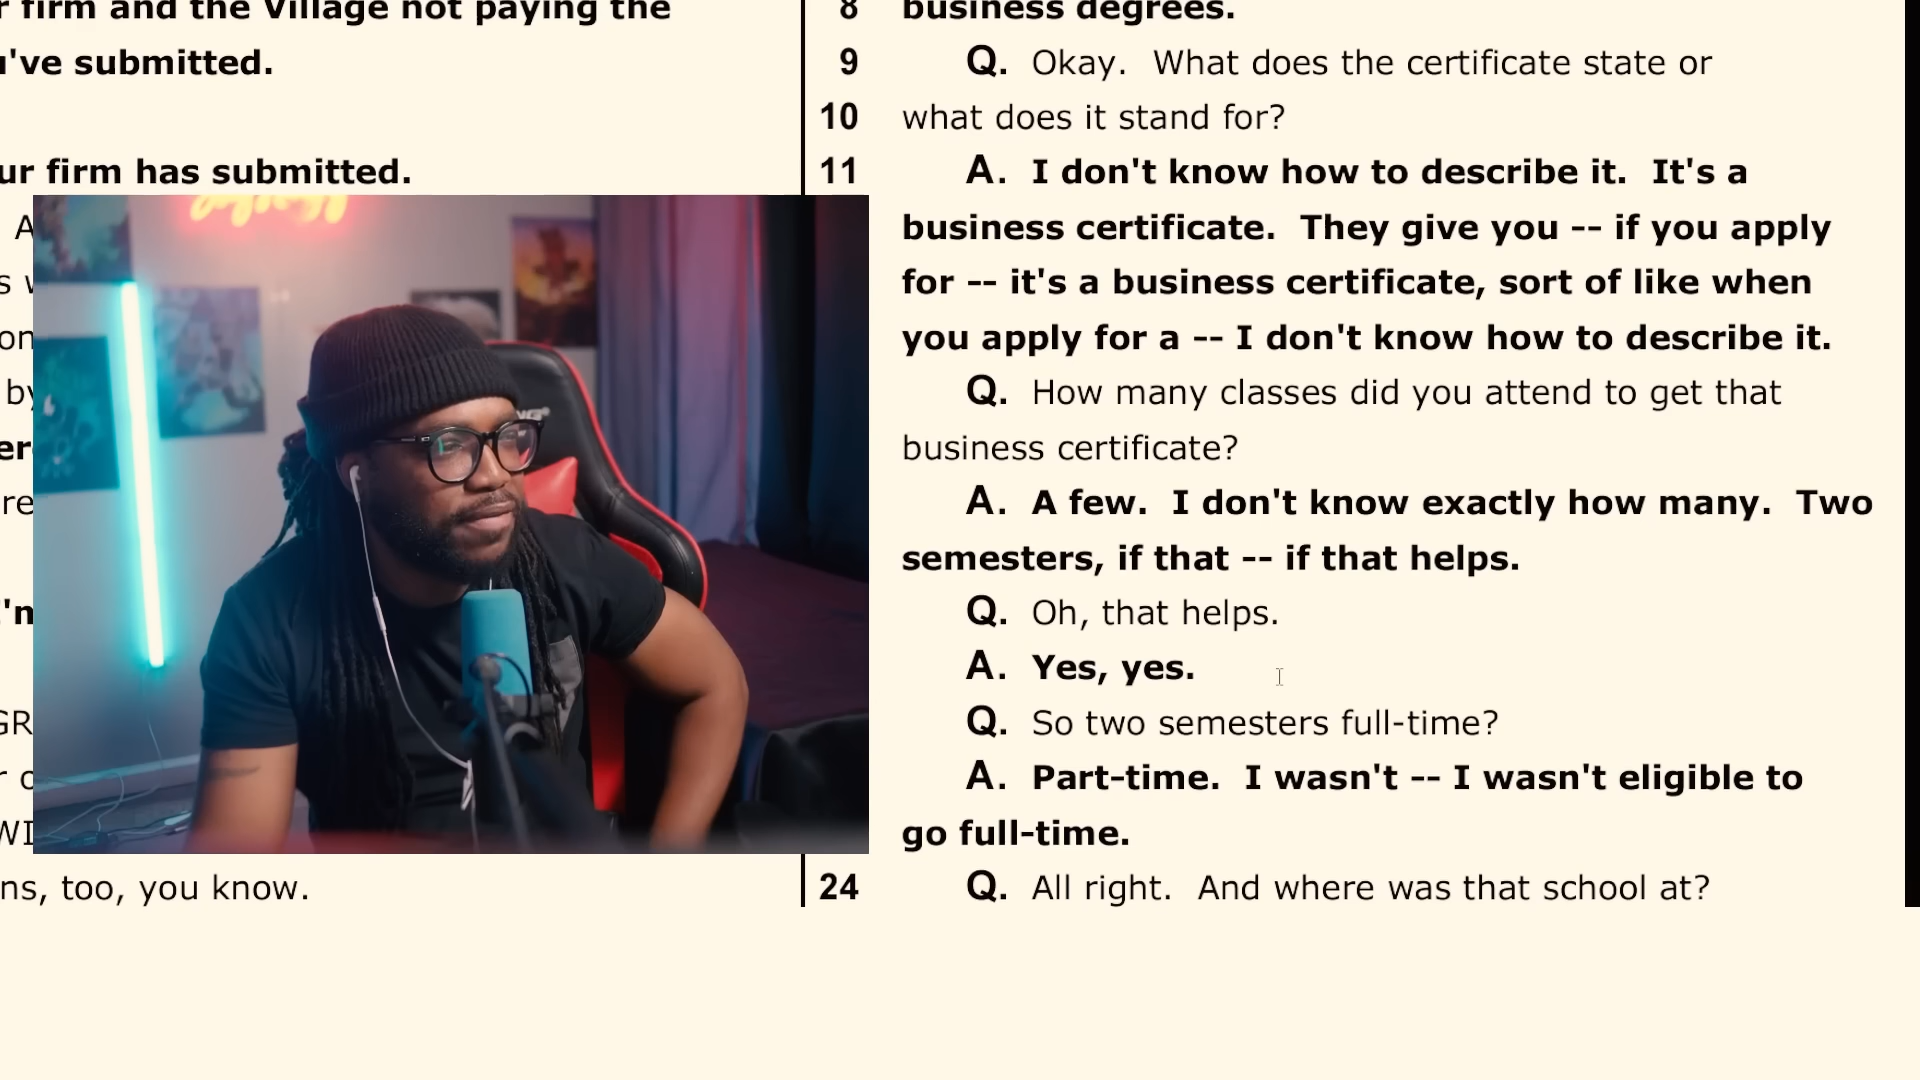 firm and the Village not paying the
've submitted.
firm has submitted.
too, you know.
8 business degrees.
9 Q. Okay. What does the certificate state or
10 what does it stand for?
11 A. I don't know how to describe it. It's a
business certificate. They give you -- if you apply
for -- it's a business certificate, sort of like when
you apply for a -- I don't know how to describe it.
Q. How many classes did you attend to get that
business certificate?
A. A few. I don't know exactly how many. Two
semesters, if that -- if that helps.
Q. Oh, that helps.
A. Yes, yes.
Q. So two semesters full-time?
A. Part-time. I wasn't -- I wasn't eligible to
go full-time.
24 Q. All right. And where was that school at?